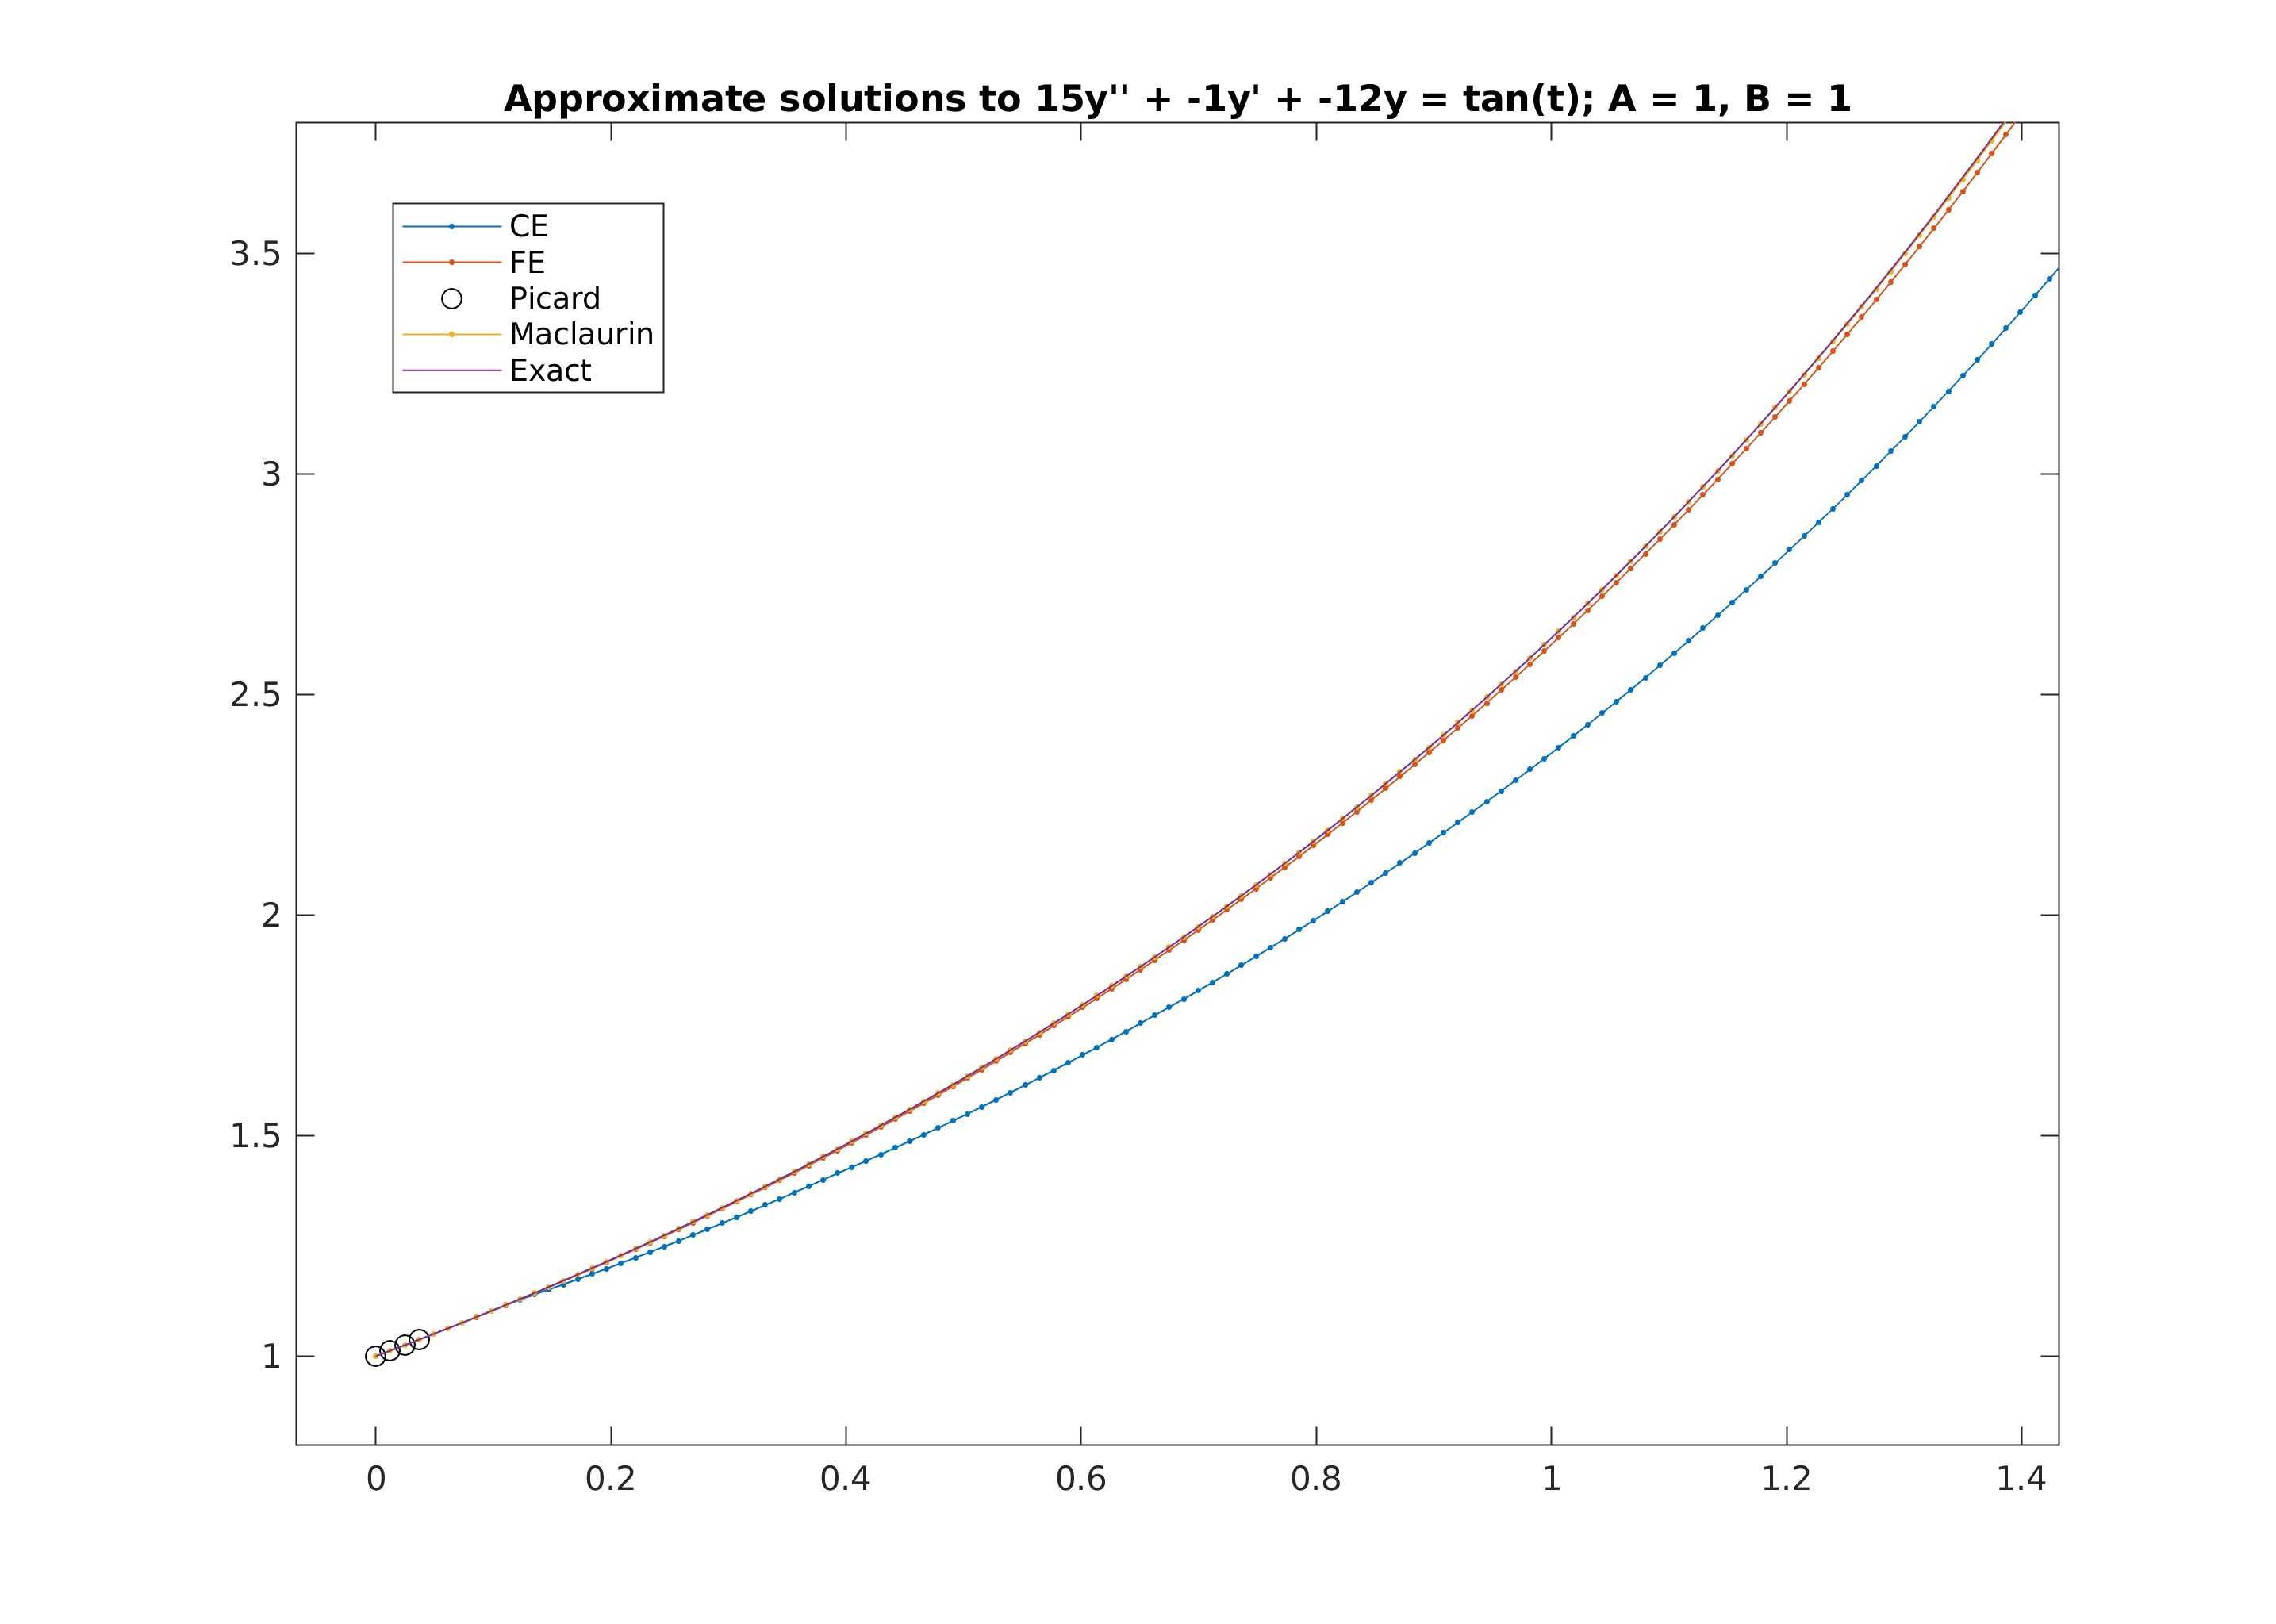 Approximate solutions to 15y'' + -1y' + -12y = tan(t); A = 1, B = 1
CE
FE
Picard
Maclaurin
Exact
3.5
3
2.5
2
1.5
1
0 0.2 0.4 0.6 0.8 1 1.2 1.4